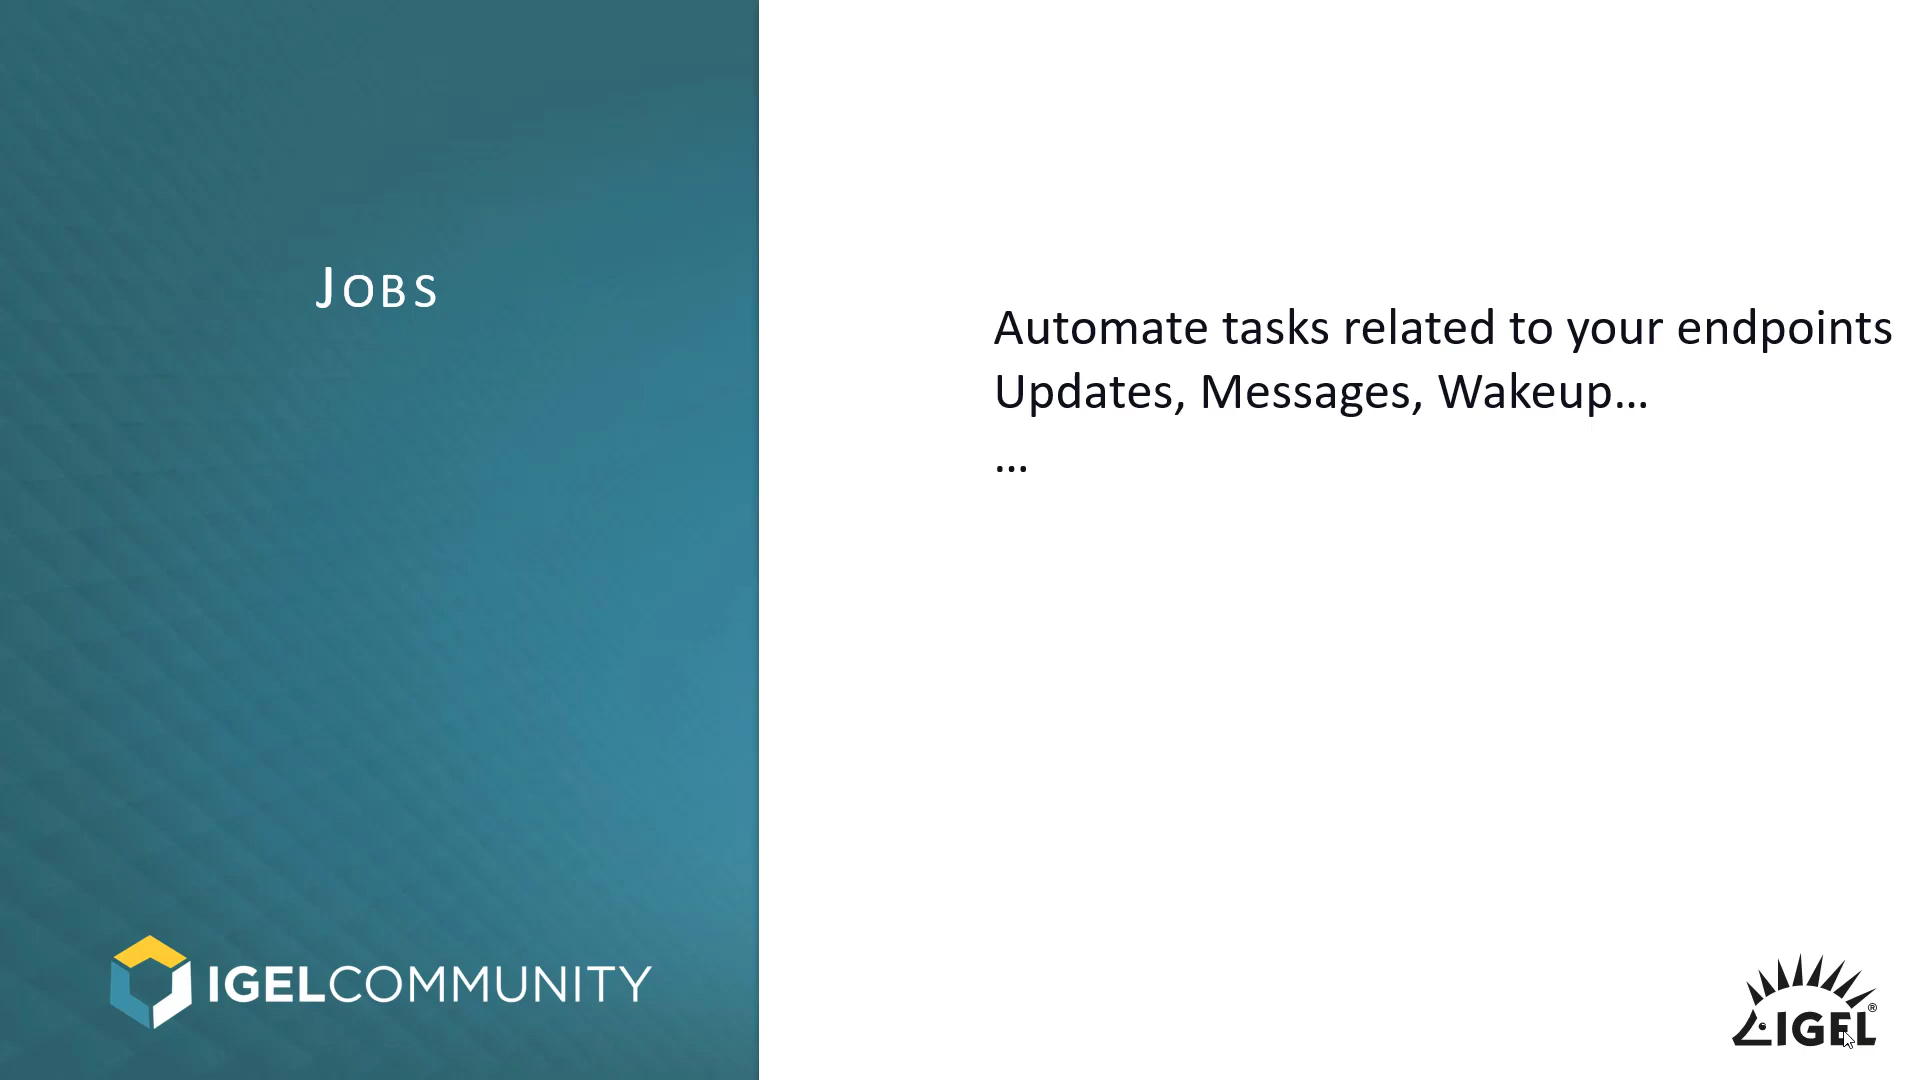 Jobs
Automate tasks related to your endpoints
Updates, Messages, Wakeup…
…
IGELCOMMUNITY
IGEL®